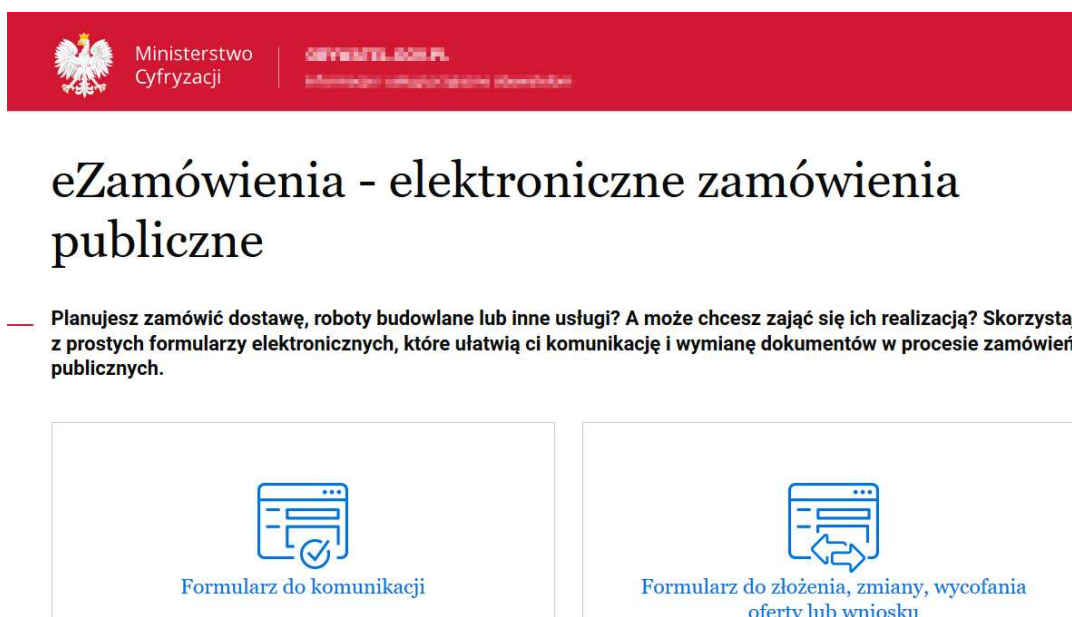 Ministerstwo
Cyfryzacji
eZamówienia - elektroniczne zamówienia
publiczne
Planujesz zamówić dostawę, roboty budowlane lub inne usługi? A może chcesz zająć się ich realizacją? Skorzystaj
z prostych formularzy elektronicznych, które ułatwią ci komunikację i wymianę dokumentów w procesie zamówień
publicznych.
Formularz do komunikacji
Formularz do złożenia, zmiany, wycofania
oferty lub wniosku